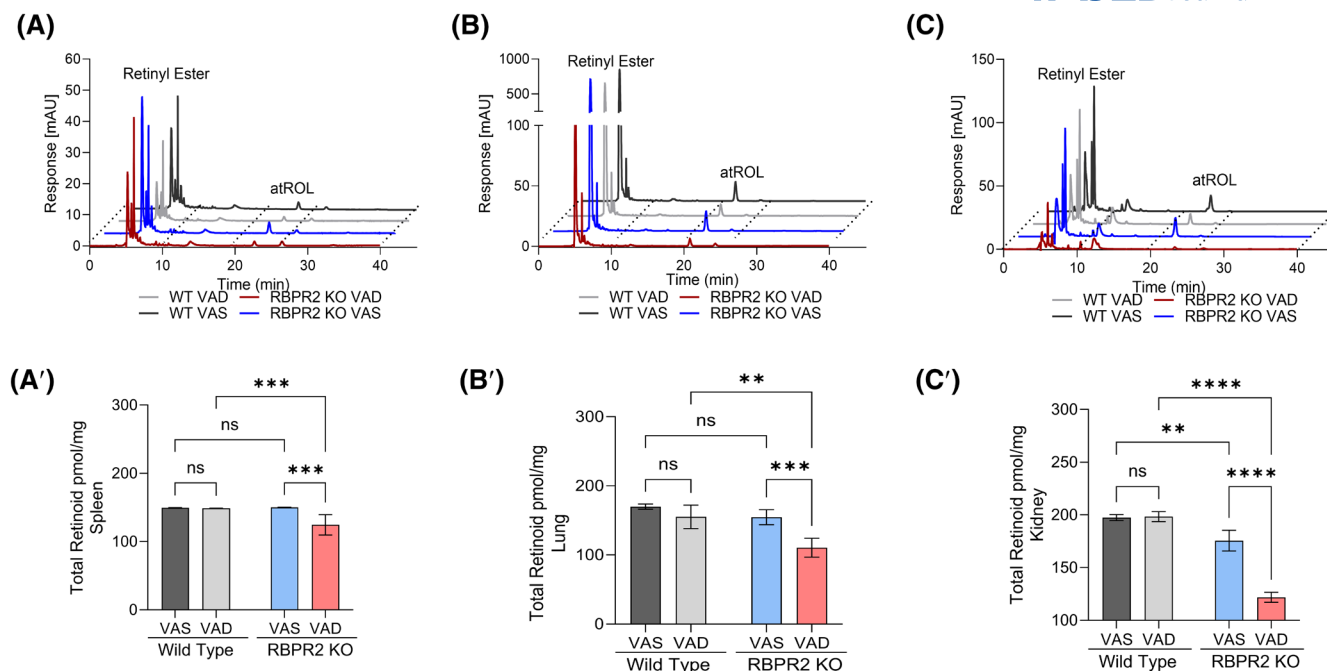 (A)
60
50
40
30
20
10
0
Response [mAU]
Retinyl Ester
atROL
0 10 20 30 40
Time (min)
WT VAD RBPR2 KO VAD
WT VAS RBPR2 KO VAS
(B)
1000
500
100
50
0
Response [mAU]
Retinyl Ester
atROL
0 10 20 30 40
Time (min)
WT VAD RBPR2 KO VAD
WT VAS RBPR2 KO VAS
(C)
150
100
50
0
Response [mAU]
Retinyl Ester
atROL
0 10 20 30 40
Time (min)
WT VAD RBPR2 KO VAD
WT VAS RBPR2 KO VAS
(A′)
***
ns
ns ***
300
150
0
Total Retinoid pmol/mg
Spleen
VAS VAD VAS VAD
Wild Type RBPR2 KO
(B′)
**
ns
ns ***
300
200
100
0
Total Retinoid pmol/mg
Lung
VAS VAD VAS VAD
Wild Type RBPR2 KO
(C′)
****
**
ns ****
300
250
200
150
100
Total Retinoid pmol/mg
Kidney
VAS VAD VAS VAD
Wild Type RBPR2 KO